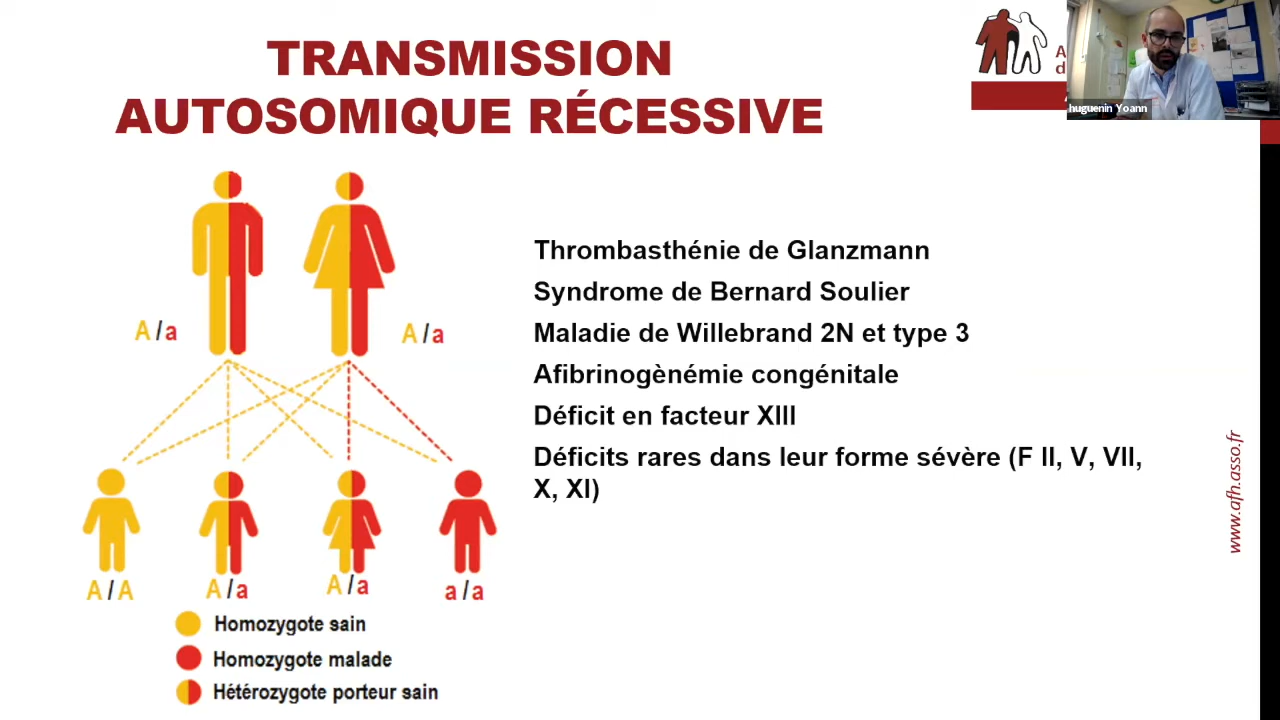 TRANSMISSION
AUTOSOMIQUE RÉCESSIVE
huguenin Yoann
A/a
A/a
Thrombasthénie de Glanzmann
Syndrome de Bernard Soulier
Maladie de Willebrand 2N et type 3
Afibrinogènémie congénitale
Déficit en facteur XIII
Déficits rares dans leur forme sévère (F II, V, VII,
X, XI)
www.afh.asso.fr
A/A
A/a
A/a
a/a
Homozygote sain
Homozygote malade
Hétérozygote porteur sain